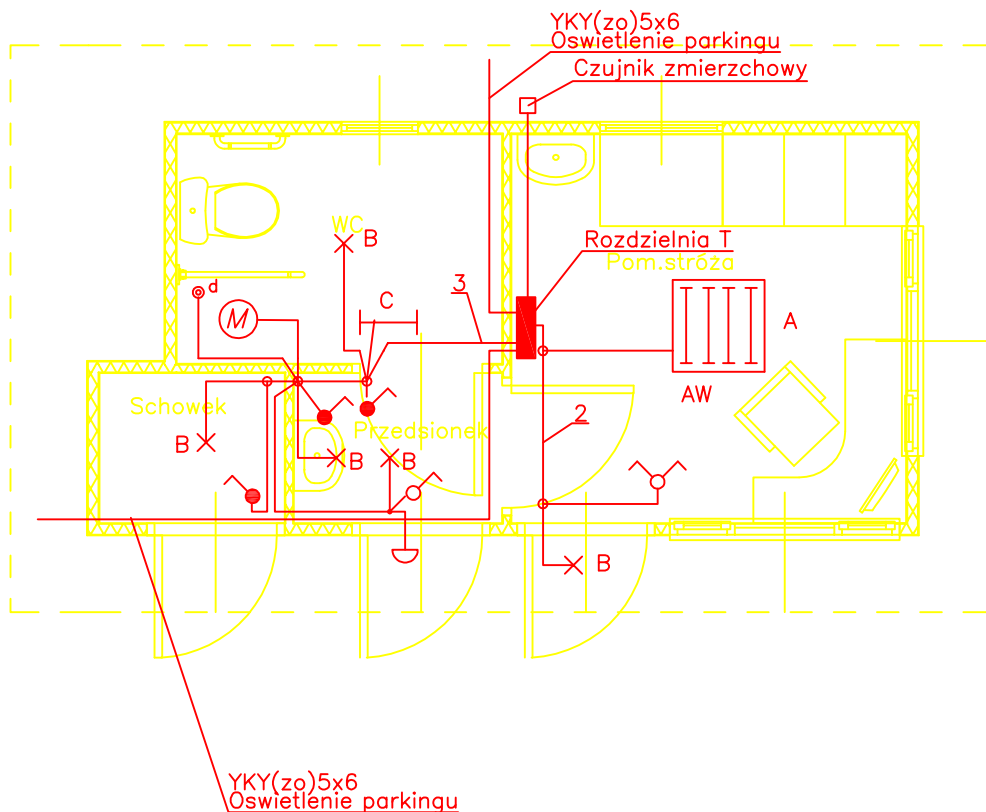 YKY(zo)5x6
Oswietlenie parkingu
Czujnik zmierzchowy
WC
B
Rozdzielnia T
Pom.stróża
d
3
C
M
A
AW
Schowek
2
Przedsionek
B
B
B
B
YKY(zo)5x6
Oswietlenie parkingu